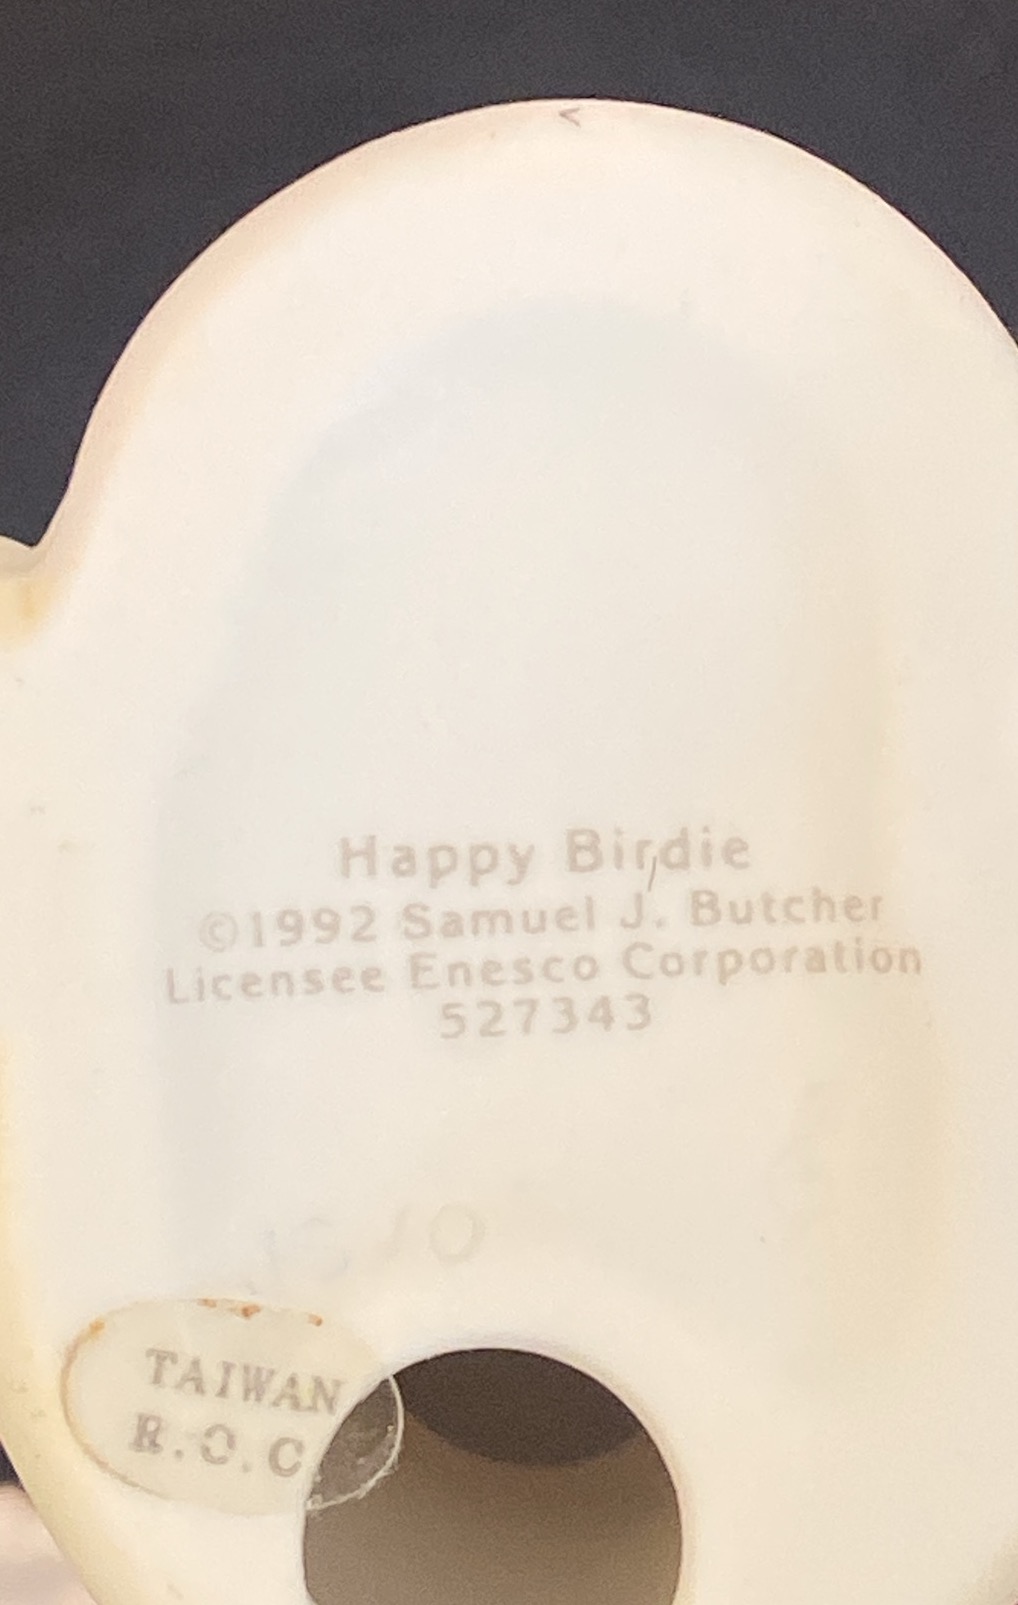 Happy Birdie
©1992 Samuel J. Butcher
Licensee Enesco Corporation
527343
TAIWAN
R.O.C.